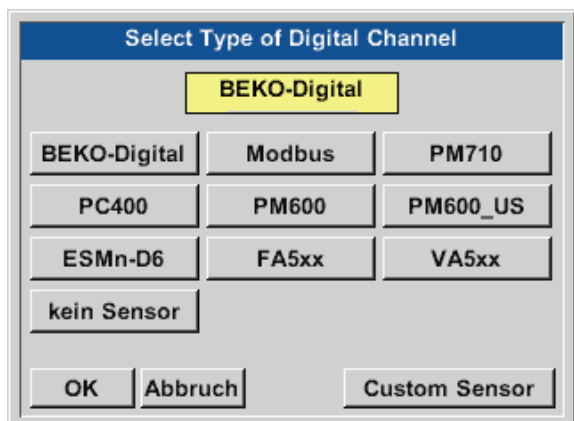 Select Type of Digital Channel
BEKO-Digital
BEKO-Digital Modbus PM710
PC400 PM600 PM600_US
ESMn-D6 FA5xx VA5xx
kein Sensor
OK Abbruch Custom Sensor